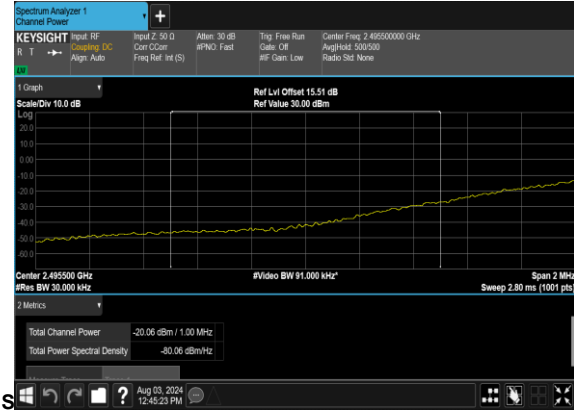 Spectrum Analyzer 1
Channel Power
+
KEYSIGHT Input: RF Input Z: 50 Ω Atten: 30 dB Trig: Free Run Center Freq: 2.495500000 GHz
R T Coupling: DC Corr CCorr #PNO: Fast Gate: Off Avg|Hold: 500/500
Align: Auto Freq Ref: Int (S) #IF Gain: Low Radio Std: None
1 Graph Ref Lvl Offset 15.51 dB
Scale/Div 10.0 dB Ref Value 30.00 dBm
Log
20.0
10.0
0.00
-10.0
-20.0
-30.0
-40.0
-50.0
-60.0
Center 2.495500 GHz #Video BW 91.000 kHz* Span 2 MHz
#Res BW 30.000 kHz Sweep 2.80 ms (1001 pts)
2 Metrics
Total Channel Power -20.06 dBm / 1.00 MHz
Total Power Spectral Density -80.06 dBm/Hz
S ? Aug 03, 2024
12:45:23 PM